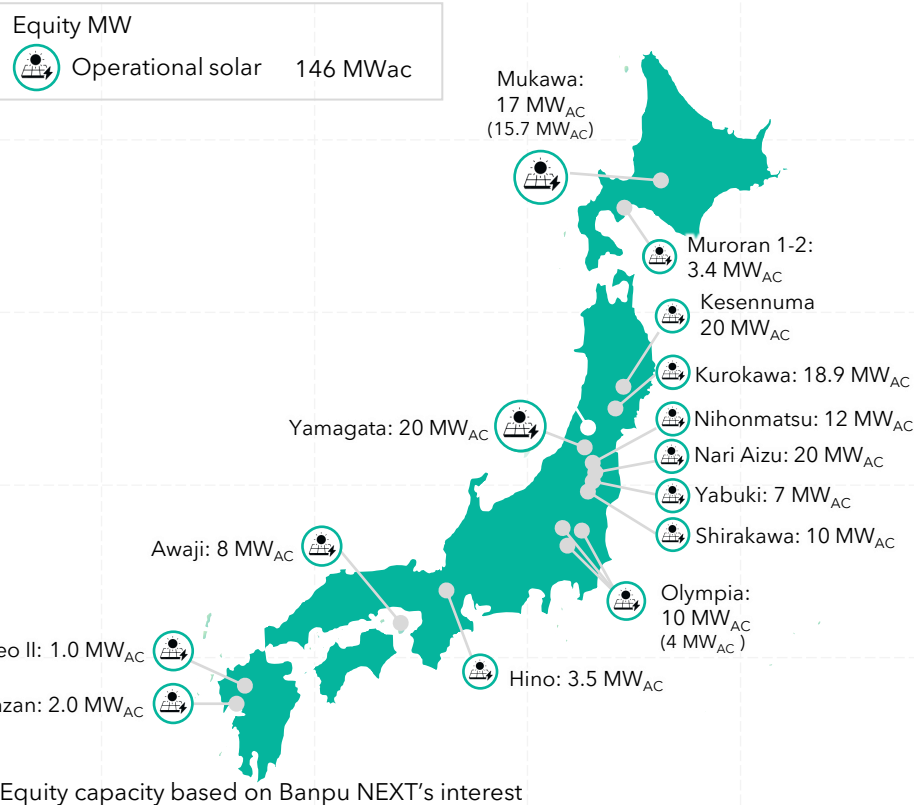 Equity MW
Operational solar 146 MWac
Mukawa:
17 MWAC
(15.7 MWAC)
Muroran 1-2:
3.4 MWAC
Kesennuma
20 MWAC
Kurokawa: 18.9 MWAC
Yamagata: 20 MWAC
Nihonmatsu: 12 MWAC
Nari Aizu: 20 MWAC
Yabuki: 7 MWAC
Shirakawa: 10 MWAC
Awaji: 8 MWAC
Olympia:
10 MWAC
(4 MWAC )
eo II: 1.0 MWAC
Hino: 3.5 MWAC
zan: 2.0 MWAC
Equity capacity based on Banpu NEXT's interest